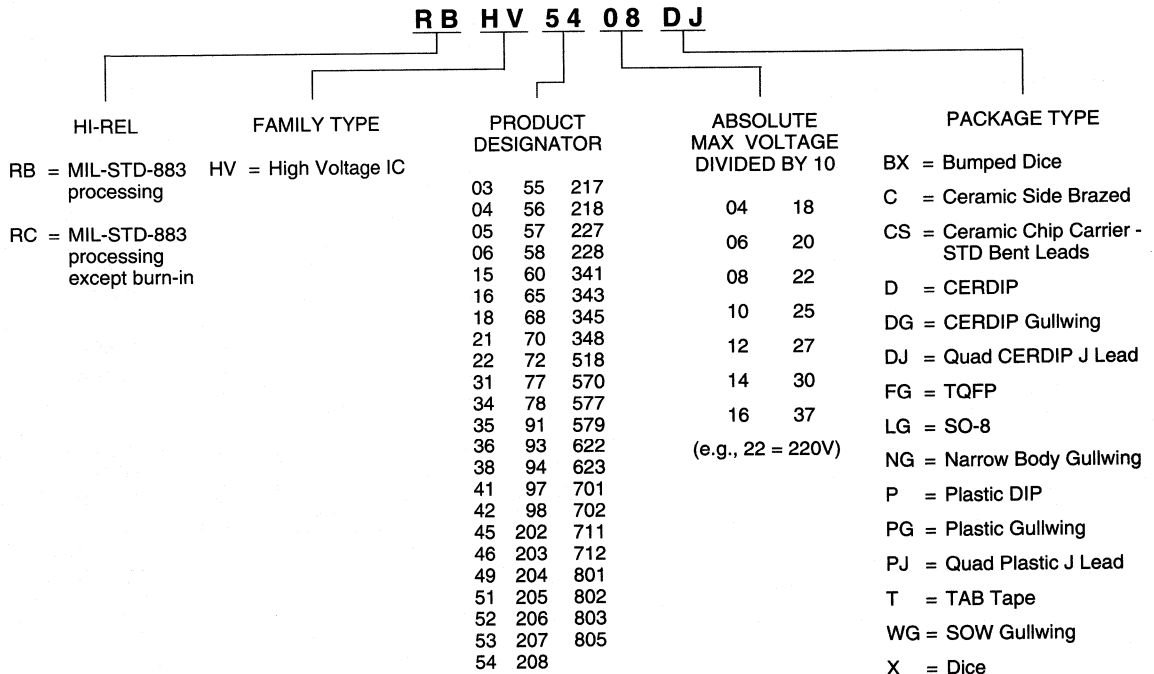 RB HV 54 08 DJ
HI-REL
RB = MIL-STD-883
processing
RC = MIL-STD-883
processing
except burn-in
FAMILY TYPE
HV = High Voltage IC
PRODUCT
DESIGNATOR
03 55 217
04 56 218
05 57 227
06 58 228
15 60 341
16 65 343
18 68 345
21 70 348
22 72 518
31 77 570
34 78 577
35 91 579
36 93 622
38 94 623
41 97 701
42 98 702
45 202 711
46 203 712
49 204 801
51 205 802
52 206 803
53 207 805
54 208
ABSOLUTE
MAX VOLTAGE
DIVIDED BY 10
04 18
06 20
08 22
10 25
12 27
14 30
16 37
(e.g., 22 = 220V)
PACKAGE TYPE
BX = Bumped Dice
C = Ceramic Side Brazed
CS = Ceramic Chip Carrier -
STD Bent Leads
D = CERDIP
DG = CERDIP Gullwing
DJ = Quad CERDIP J Lead
FG = TQFP
LG = SO-8
NG = Narrow Body Gullwing
P = Plastic DIP
PG = Plastic Gullwing
PJ = Quad Plastic J Lead
T = TAB Tape
WG = SOW Gullwing
X = Dice